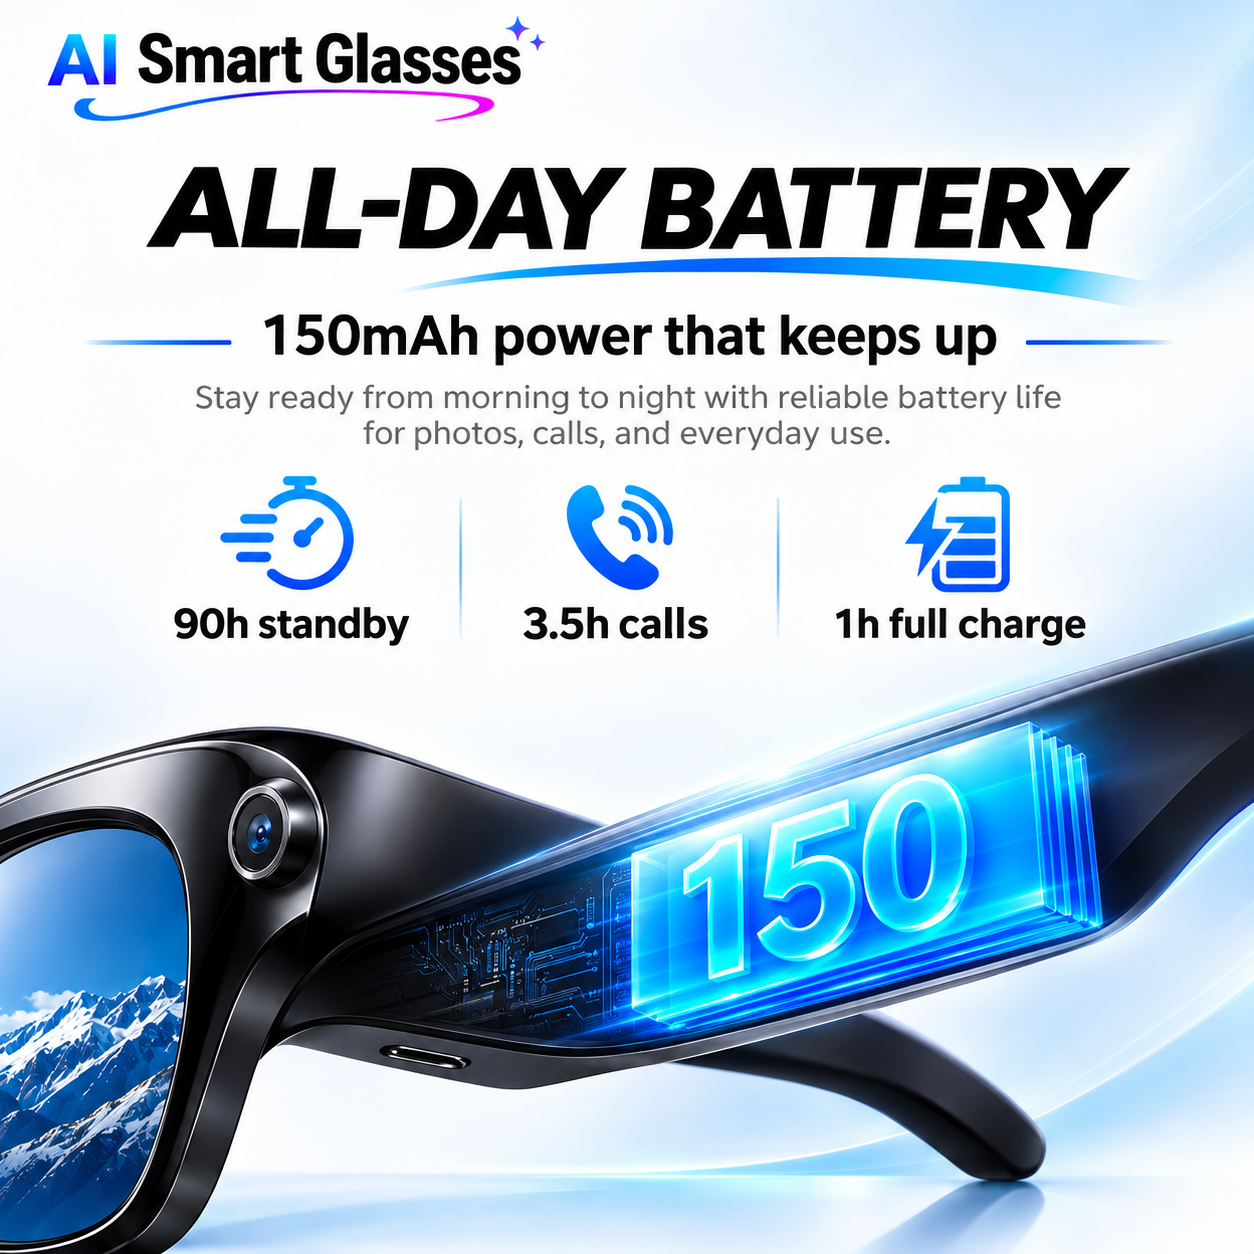 AI Smart Glasses
ALL-DAY BATTERY
150mAh power that keeps up
Stay ready from morning to night with reliable battery life
for photos, calls, and everyday use.
90h standby
3.5h calls
1h full charge
150